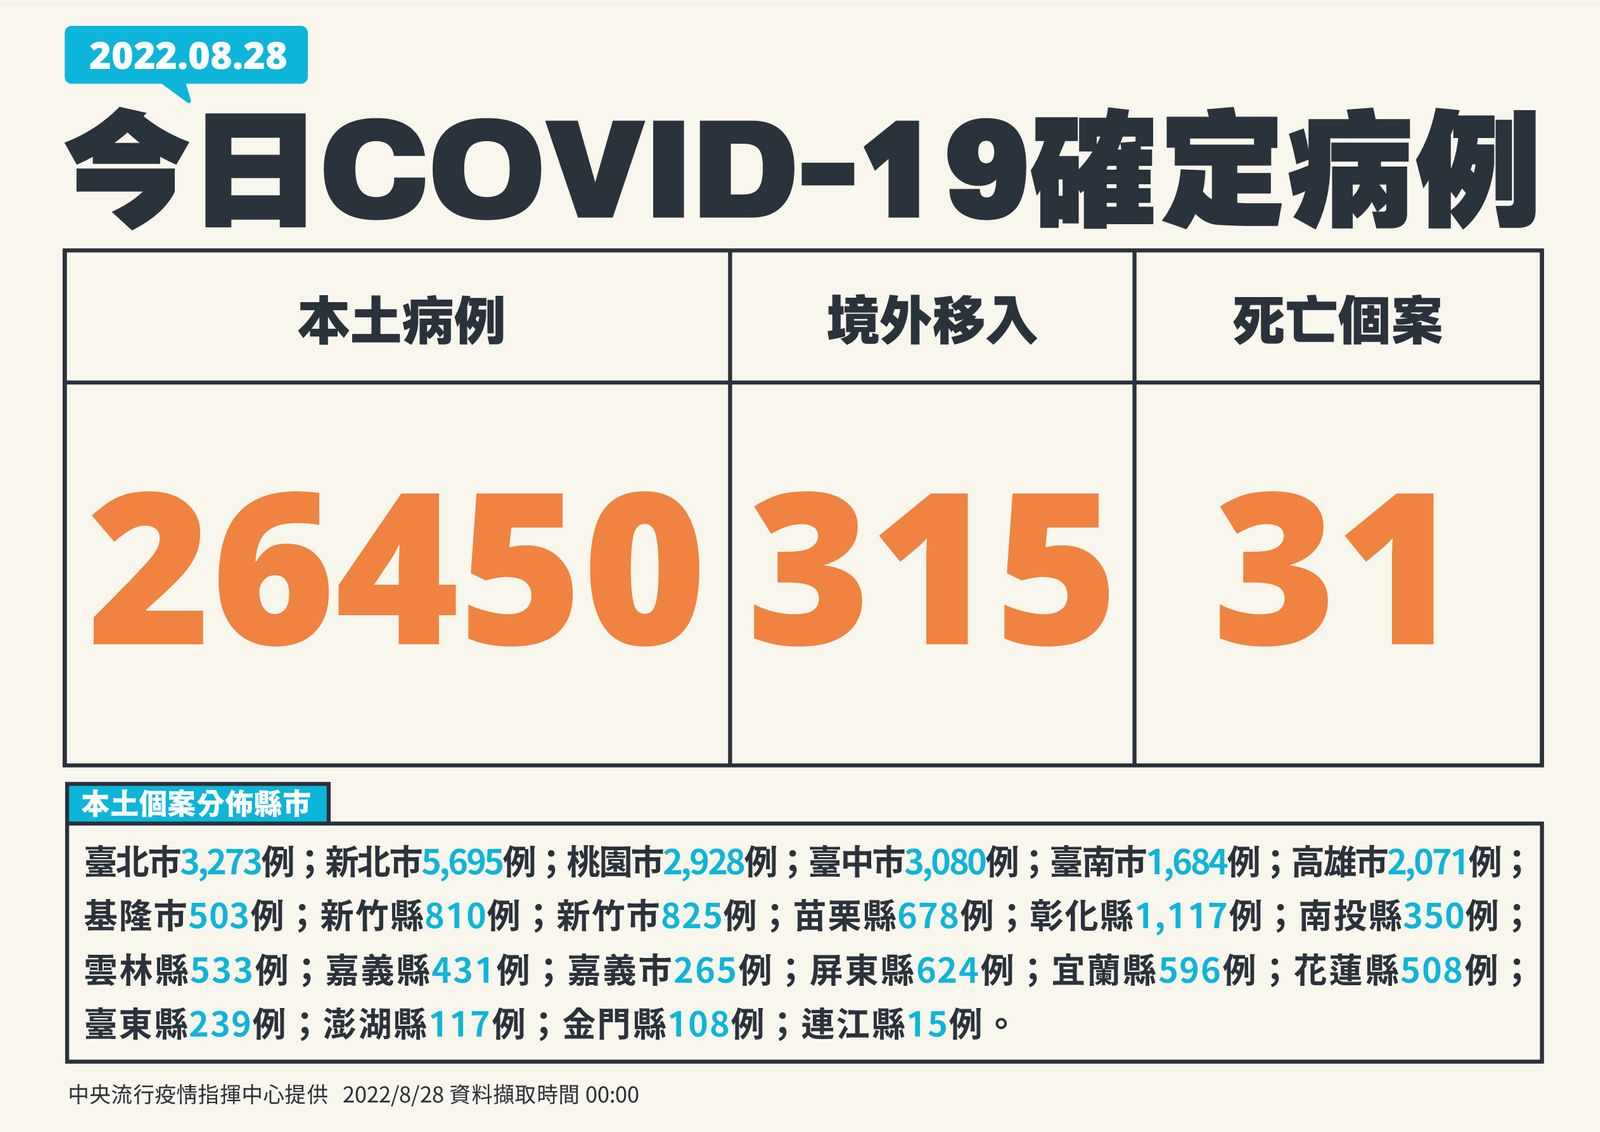 2022.08.28
今日COVID-19確定病例
本土病例 境外移入 死亡個案
26450 315 31
本土個案分佈縣市
臺北市3,273例；新北市5,695例；桃園市2,928例；臺中市3,080例；臺南市1,684例；高雄市2,071例；
基隆市503例；新竹縣810例；新竹市825例；苗栗縣678例；彰化縣1,117例；南投縣350例；
雲林縣533例；嘉義縣431例；嘉義市265例；屏東縣624例；宜蘭縣596例；花蓮縣508例；
臺東縣239例；澎湖縣117例；金門縣108例；連江縣15例。
中央流行疫情指揮中心提供 2022/8/28 資料擷取時間 00:00